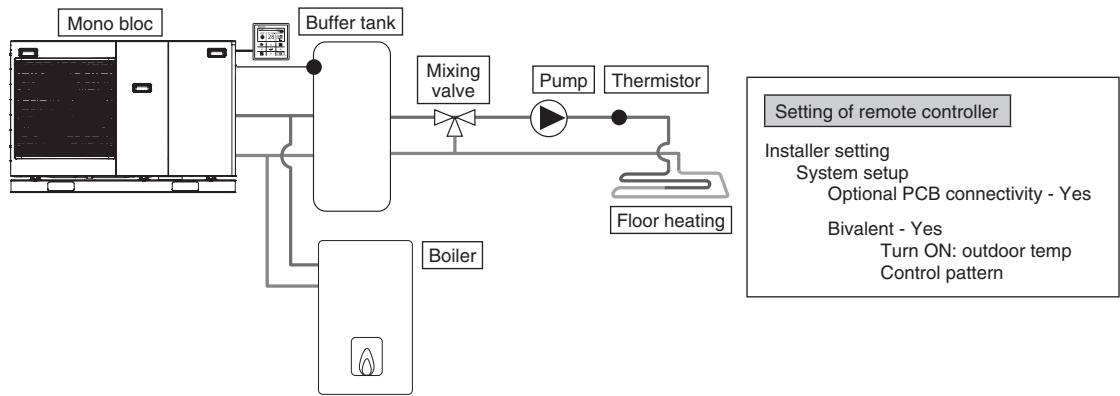 Mono bloc
Buffer tank
Mixing
valve
Pump
Thermistor
Floor heating
Boiler
Setting of remote controller
Installer setting
System setup
Optional PCB connectivity - Yes
Bivalent - Yes
Turn ON: outdoor temp
Control pattern